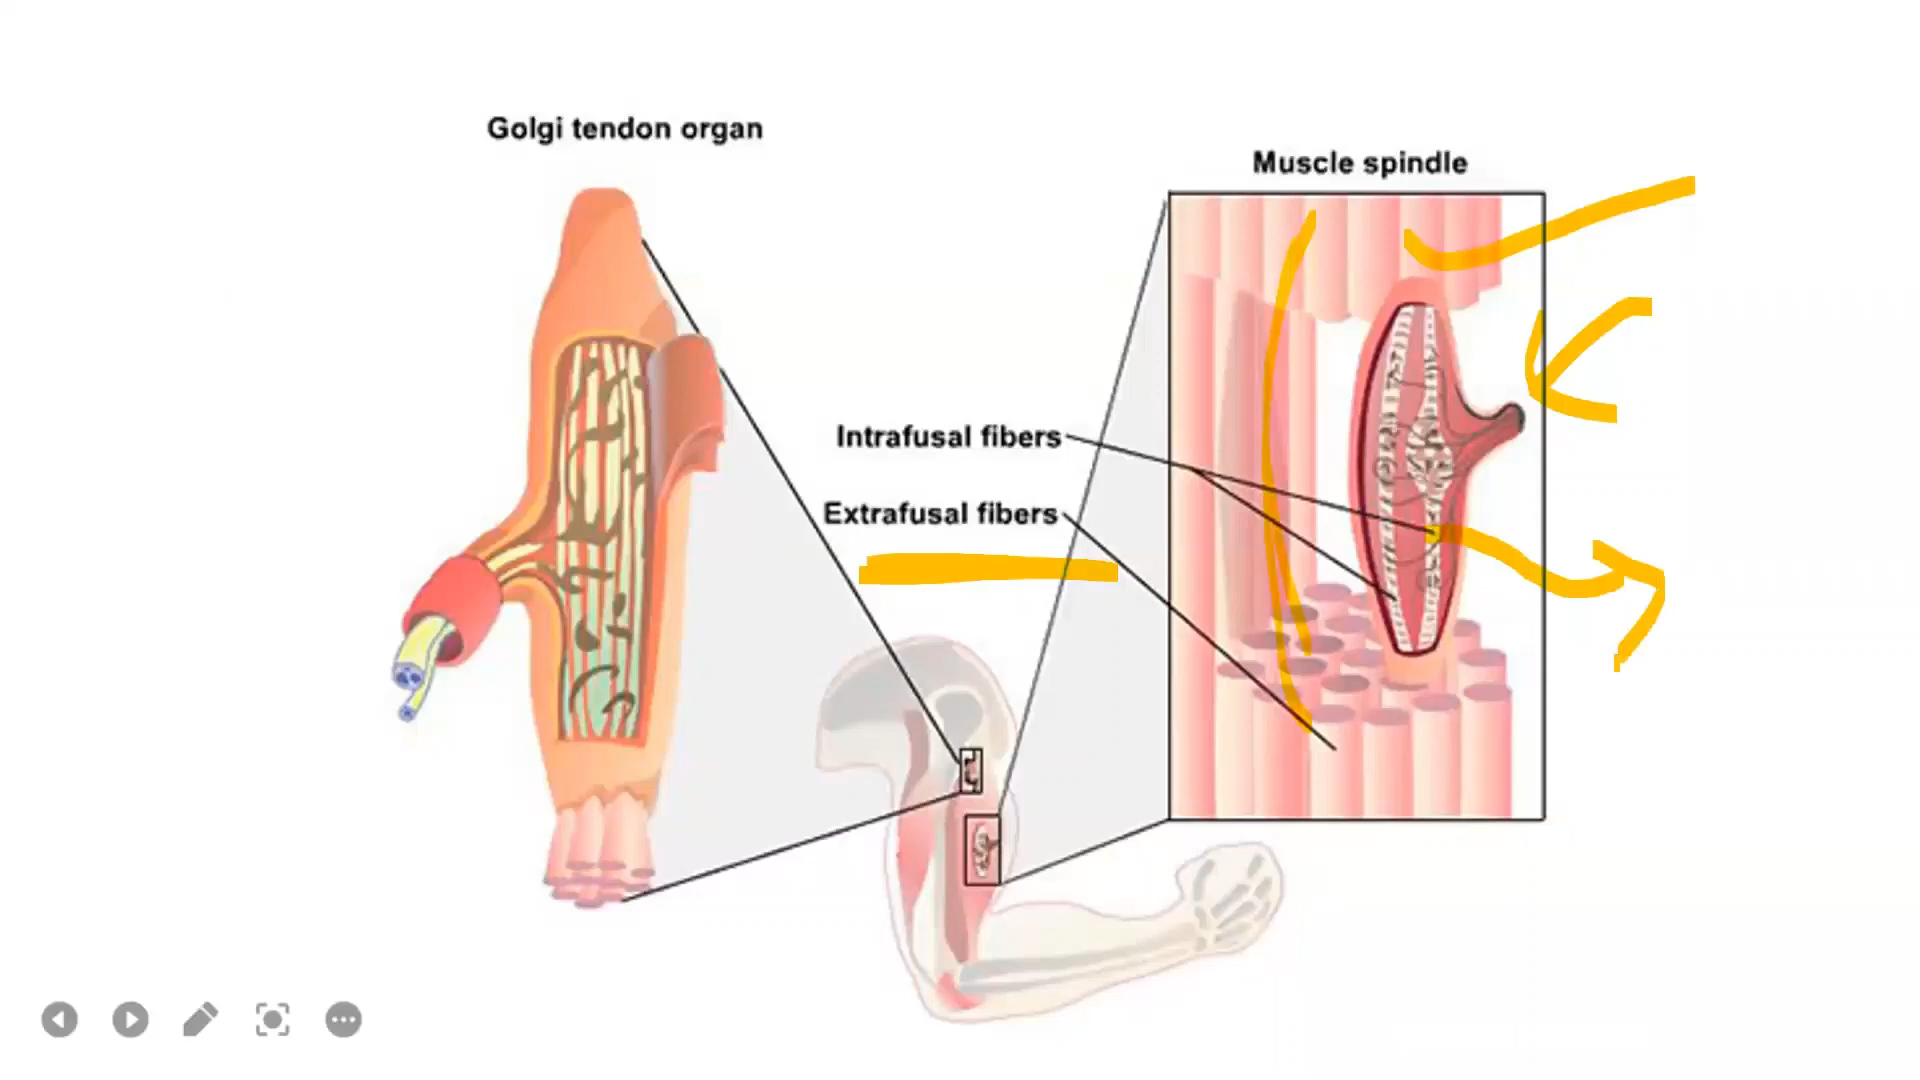 Golgi tendon organ
Muscle spindle
Intrafusal fibers
Extrafusal fibers